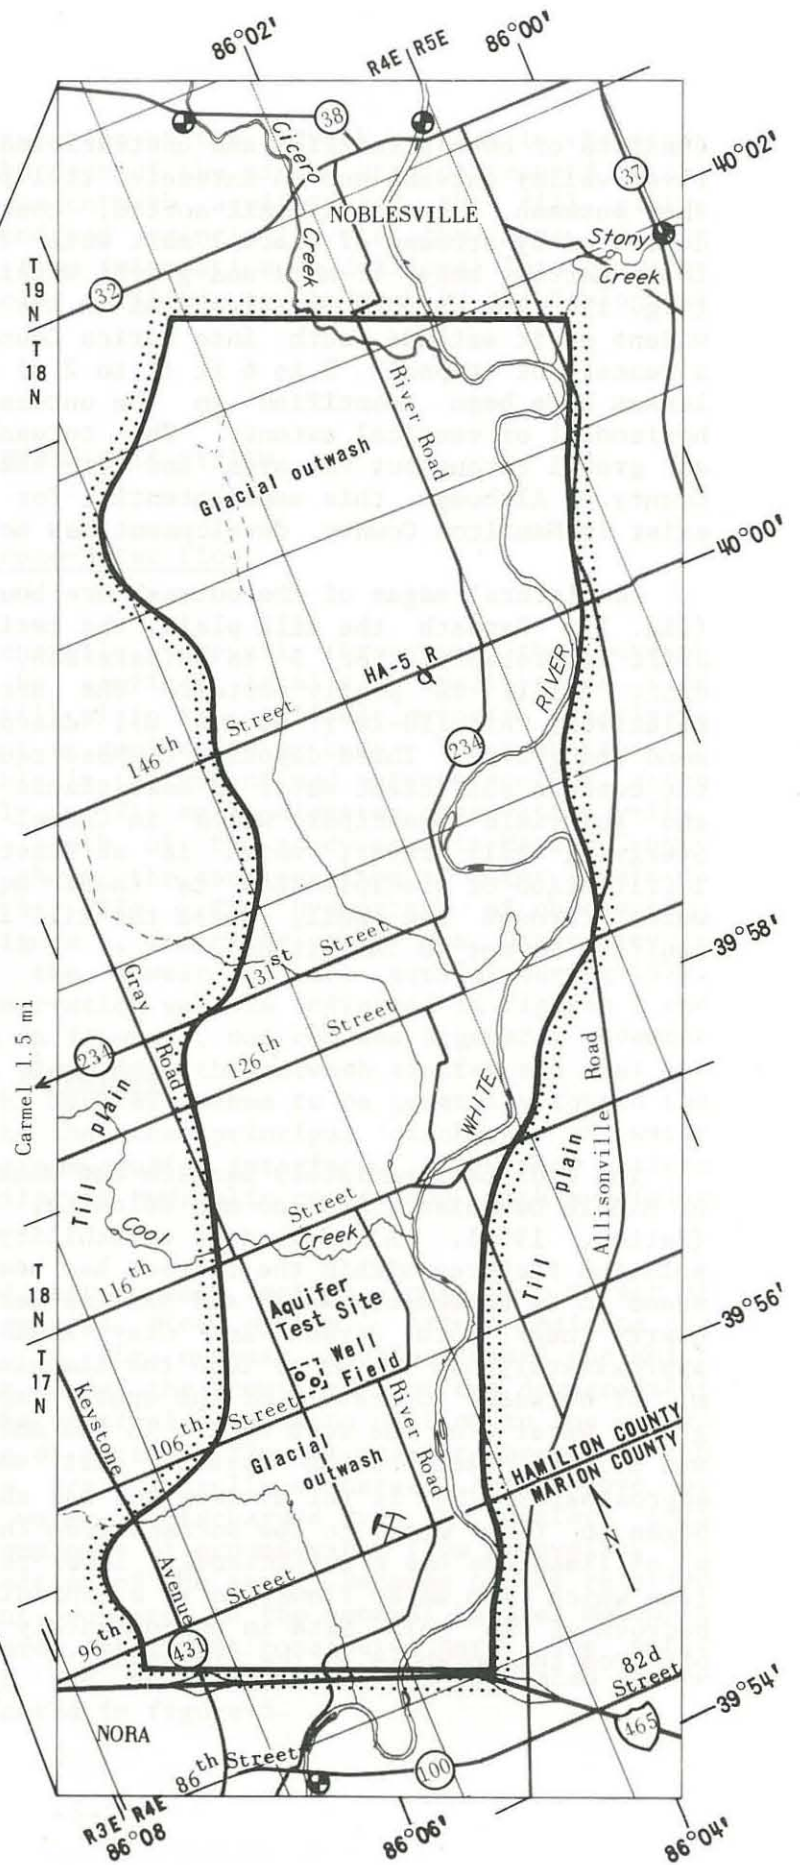 86°02'
R4E
R5E
86°00'
38
40°02'
37
Cicero
Creek
NOBLESVILLE
Stony
Creek
T
19
N
32
T
18
N
River Road
Glacial outwash
40°00'
HA-5 R
RIVER
146th Street
234
131st Street
39°58'
Gray
Road
126th Street
Carmel 1.5 mi
234
Till plain
WHITE
Allisonville Road
Till plain
Street
Cool
Creek
116th
T
18
N
Aquifer
Test Site
39°56'
T
17
N
Well
Field
Keystone
106th Street
River Road
Glacial
outwash
HAMILTON COUNTY
MARION COUNTY
N
Avenue
Street
96th
431
82d
Street
39°54'
NORA
465
86th Street
100
R3E
R4E
86°08
86°06'
86°04'